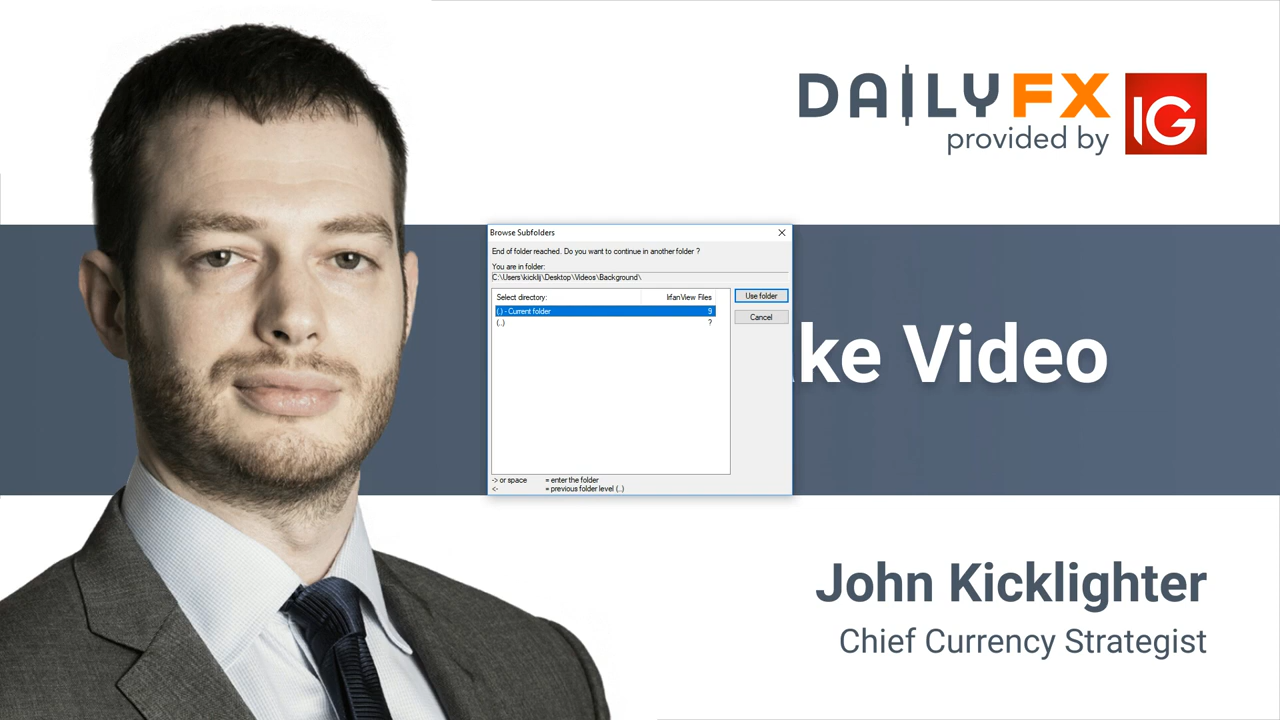 DAILYFX
provided by IG
Browse Subfolders
End of folder reached. Do you want to continue in another folder ?
You are in folder:
C:\Users\kicklij\Desktop\Videos\Background\
Select directory: IrfanView Files
(.) - Current folder 9
(..) ?
Use folder
Cancel
-> or space = enter the folder
<- = previous folder level (..)
ke Video
John Kicklighter
Chief Currency Strategist